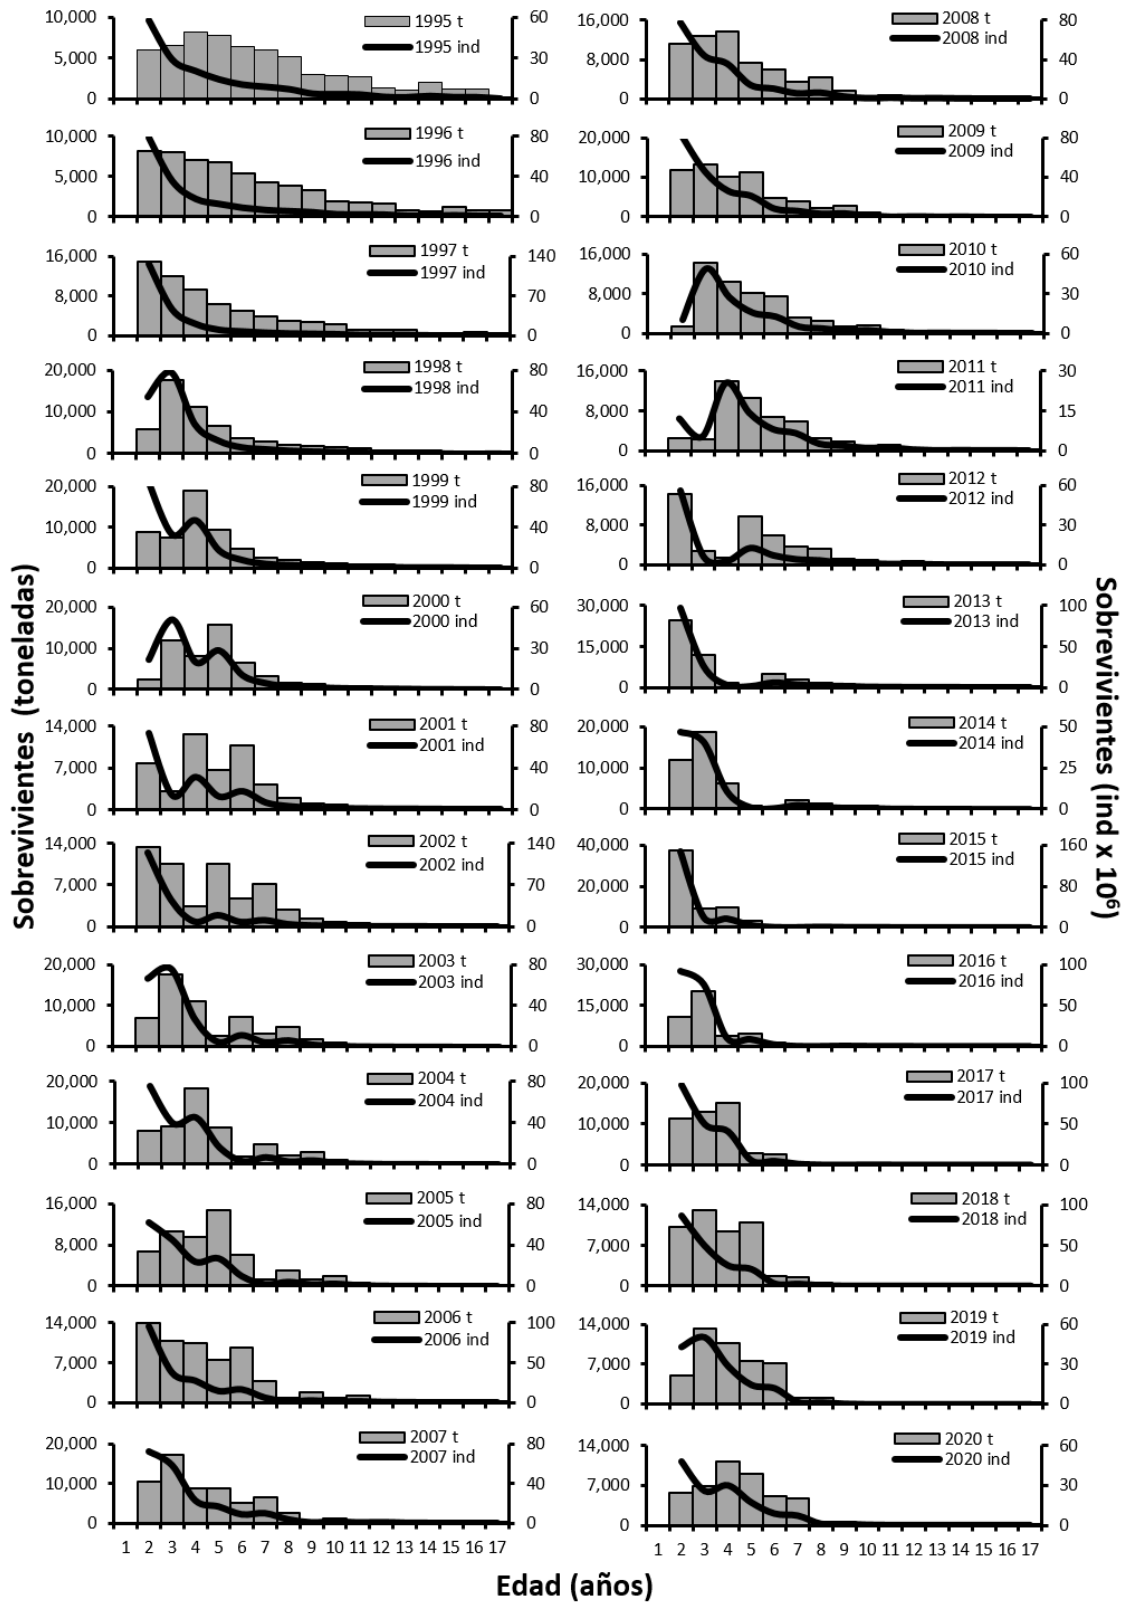 10,000
5,000
0
60
30
0
1995 t
1995 ind
16,000
8,000
0
80
40
0
2008 t
2008 ind
10,000
5,000
0
80
40
0
1996 t
1996 ind
20,000
10,000
0
80
40
0
2009 t
2009 ind
16,000
8,000
0
140
70
0
1997 t
1997 ind
16,000
8,000
0
60
30
0
2010 t
2010 ind
20,000
10,000
0
80
40
0
1998 t
1998 ind
16,000
8,000
0
30
15
0
2011 t
2011 ind
20,000
10,000
0
80
40
0
1999 t
1999 ind
16,000
8,000
0
60
30
0
2012 t
2012 ind
20,000
10,000
0
60
30
0
2000 t
2000 ind
30,000
15,000
0
100
50
0
2013 t
2013 ind
14,000
7,000
0
80
40
0
2001 t
2001 ind
20,000
10,000
0
50
25
0
2014 t
2014 ind
14,000
7,000
0
140
70
0
2002 t
2002 ind
40,000
20,000
0
160
80
0
2015 t
2015 ind
20,000
10,000
0
80
40
0
2003 t
2003 ind
30,000
15,000
0
100
50
0
2016 t
2016 ind
20,000
10,000
0
80
40
0
2004 t
2004 ind
20,000
10,000
0
100
50
0
2017 t
2017 ind
16,000
8,000
0
80
40
0
2005 t
2005 ind
14,000
7,000
0
100
50
0
2018 t
2018 ind
14,000
7,000
0
100
50
0
2006 t
2006 ind
14,000
7,000
0
60
30
0
2019 t
2019 ind
20,000
10,000
0
80
40
0
2007 t
2007 ind
14,000
7,000
0
60
30
0
2020 t
2020 ind
1 2 3 4 5 6 7 8 9 10 11 12 13 14 15 16 17
1 2 3 4 5 6 7 8 9 10 11 12 13 14 15 16 17
Sobrevivientes (toneladas)
Sobrevivientes (ind x 10⁶)
Edad (años)